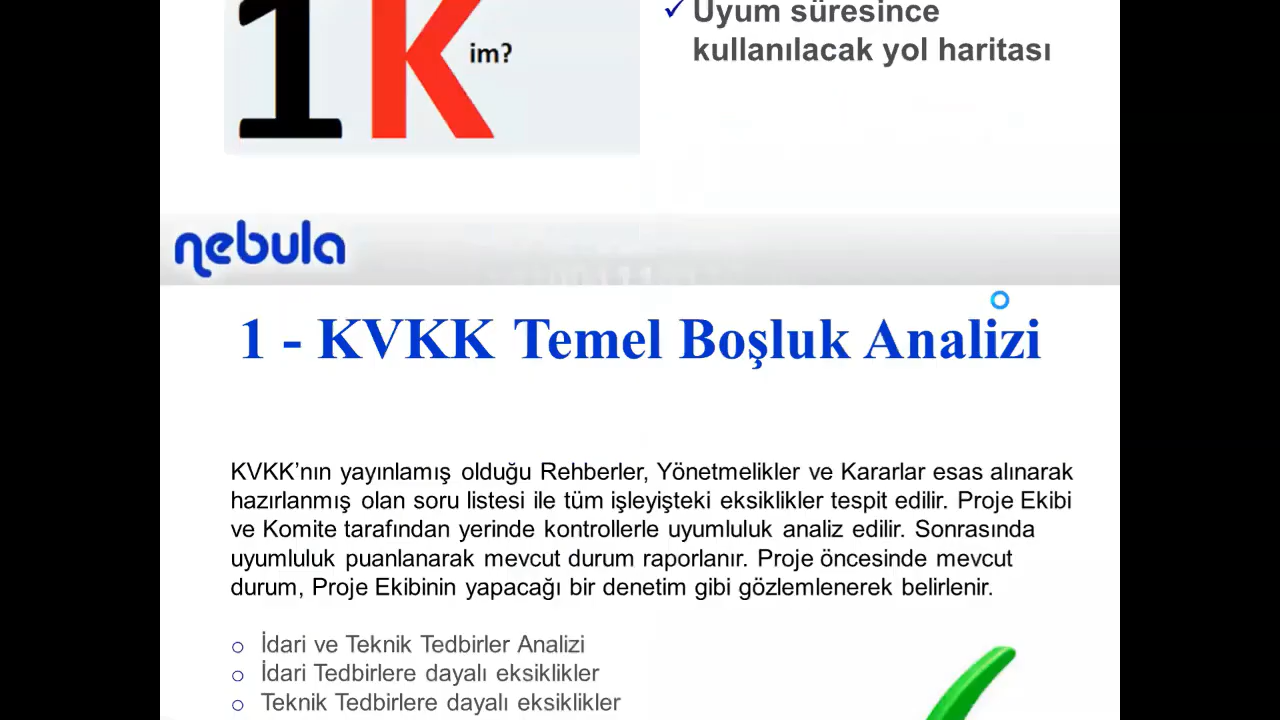 1K im?
Uyum süresince
kullanılacak yol haritası
nebula
1 - KVKK Temel Boşluk Analizi
KVKK’nın yayınlamış olduğu Rehberler, Yönetmelikler ve Kararlar esas alınarak
hazırlanmış olan soru listesi ile tüm işleyişteki eksiklikler tespit edilir. Proje Ekibi
ve Komite tarafından yerinde kontrollerle uyumluluk analiz edilir. Sonrasında
uyumluluk puanlanarak mevcut durum raporlanır. Proje öncesinde mevcut
durum, Proje Ekibinin yapacağı bir denetim gibi gözlemlenerek belirlenir.
İdari ve Teknik Tedbirler Analizi
İdari Tedbirlere dayalı eksiklikler
Teknik Tedbirlere dayalı eksiklikler